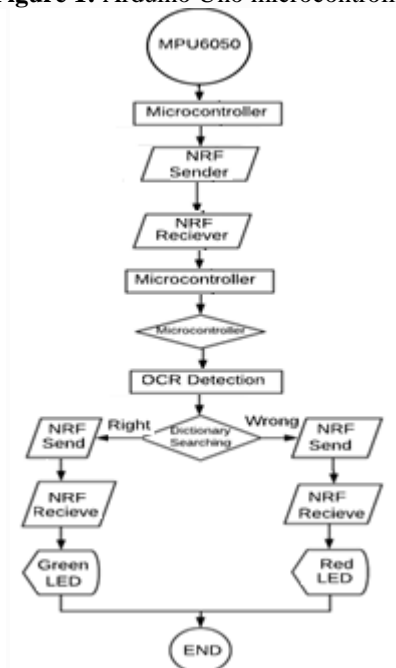 Figure 1. Arduino Uno microcontrol
MPU6050
Microcontroller
NRF
Sender
NRF
Reciever
Microcontroller
Microcontroller
OCR Detection
Dictionary
Searching
Right
Wrong
NRF
Send
NRF
Send
NRF
Recieve
NRF
Recieve
Green
LED
Red
LED
END